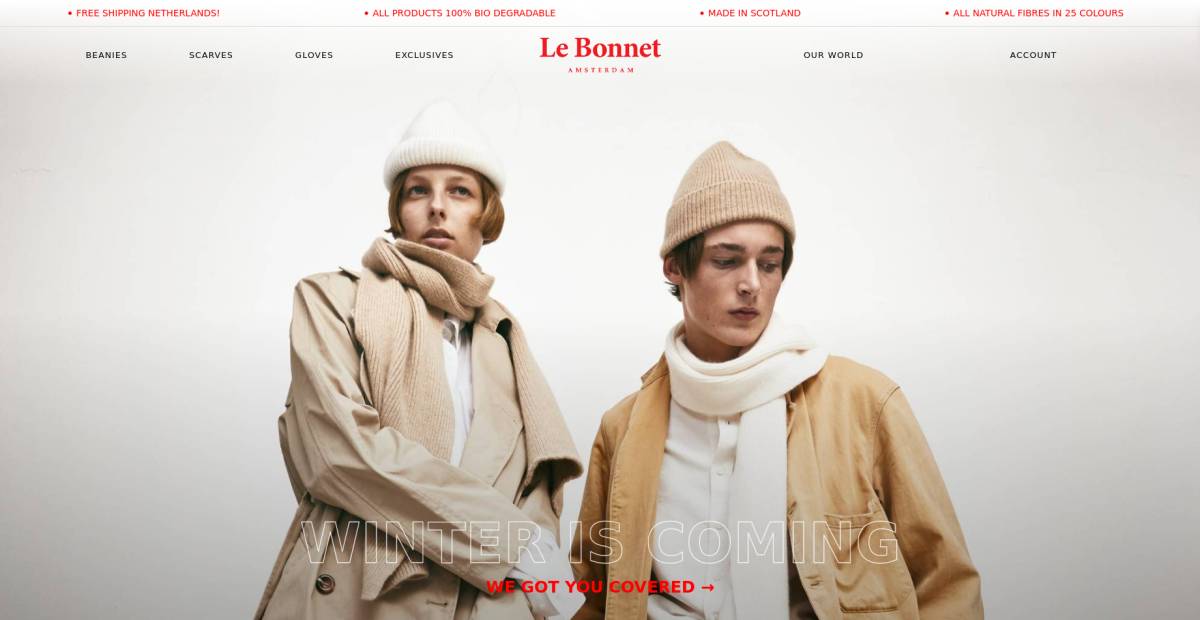 • FREE SHIPPING NETHERLANDS!
• ALL PRODUCTS 100% BIO DEGRADABLE
• MADE IN SCOTLAND
• ALL NATURAL FIBRES IN 25 COLOURS
BEANIES
SCARVES
GLOVES
EXCLUSIVES
Le Bonnet
AMSTERDAM
OUR WORLD
ACCOUNT
WINTER IS COMING
WE GOT YOU COVERED →